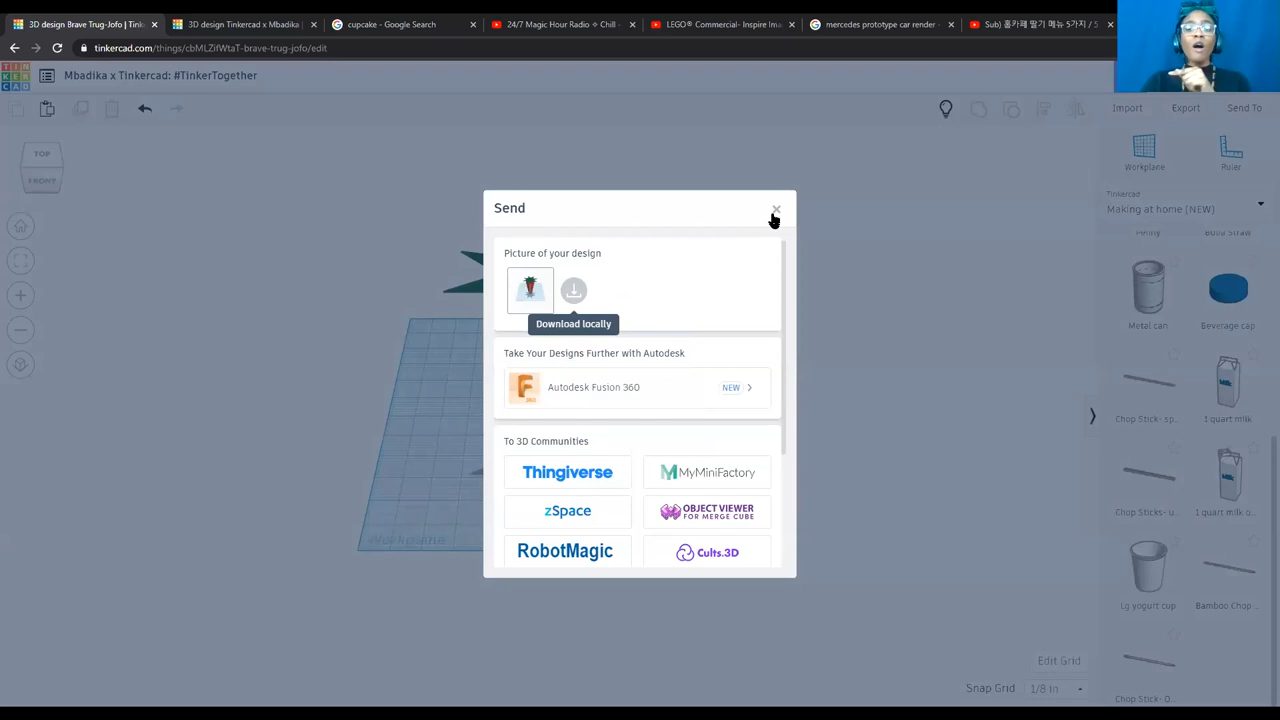 3D design Brave Trug-Jofo | Tink
3D design Tinkercad x Mbadika |
cupcake - Google Search
24/7 Magic Hour Radio ✧ Chill -
LEGO® Commercial- Inspire Ima
mercedes prototype car render -
Sub) 홈카페 딸기 메뉴 5가지 / 5
tinkercad.com/things/cbMLZifWtaT-brave-trug-jofo/edit
TIN
KER
CAD
Mbadika x Tinkercad: #TinkerTogether
Import
Export
Send To
TOP
FRONT
Workplane
Ruler
Tinkercad
Making at home (NEW)
Penny
Boba Straw
Metal can
Beverage cap
Chop Stick- sp...
1 quart milk
Chop Sticks- u...
1 quart milk o...
Lg yogurt cup
Bamboo Chop ...
Chop Stick- O...
Workplane
Edit Grid
Snap Grid
1/8 in
Send
×
Picture of your design
Download locally
Take Your Designs Further with Autodesk
Autodesk Fusion 360
NEW
To 3D Communities
Thingiverse
MyMiniFactory
zSpace
OBJECT VIEWER
FOR MERGE CUBE
RobotMagic
Cults.3D